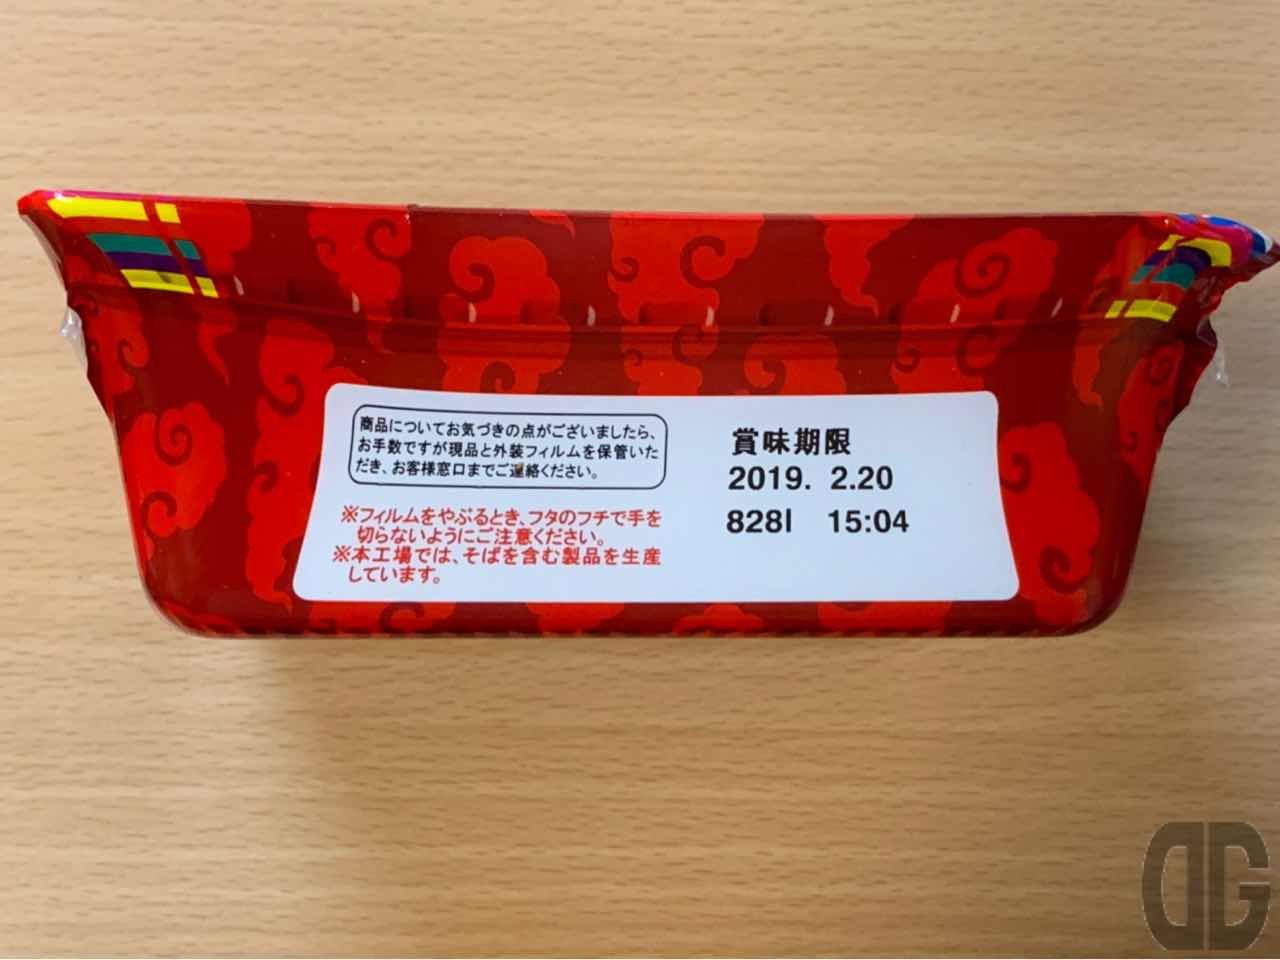 商品についてお気づきの点がございましたら、
お手数ですが現品と外装フィルムを保管いた
だき、お客様窓口までご連絡ください。
※フィルムをやぶるとき、フタのフチで手を
切らないようにご注意ください。
※本工場では、そばを含む製品を生産
しています。
賞味期限
2019. 2.20
828I 15:04
DG